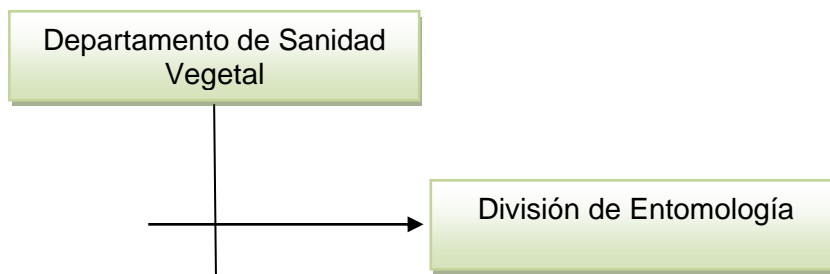 Departamento de Sanidad
Vegetal
División de Entomología